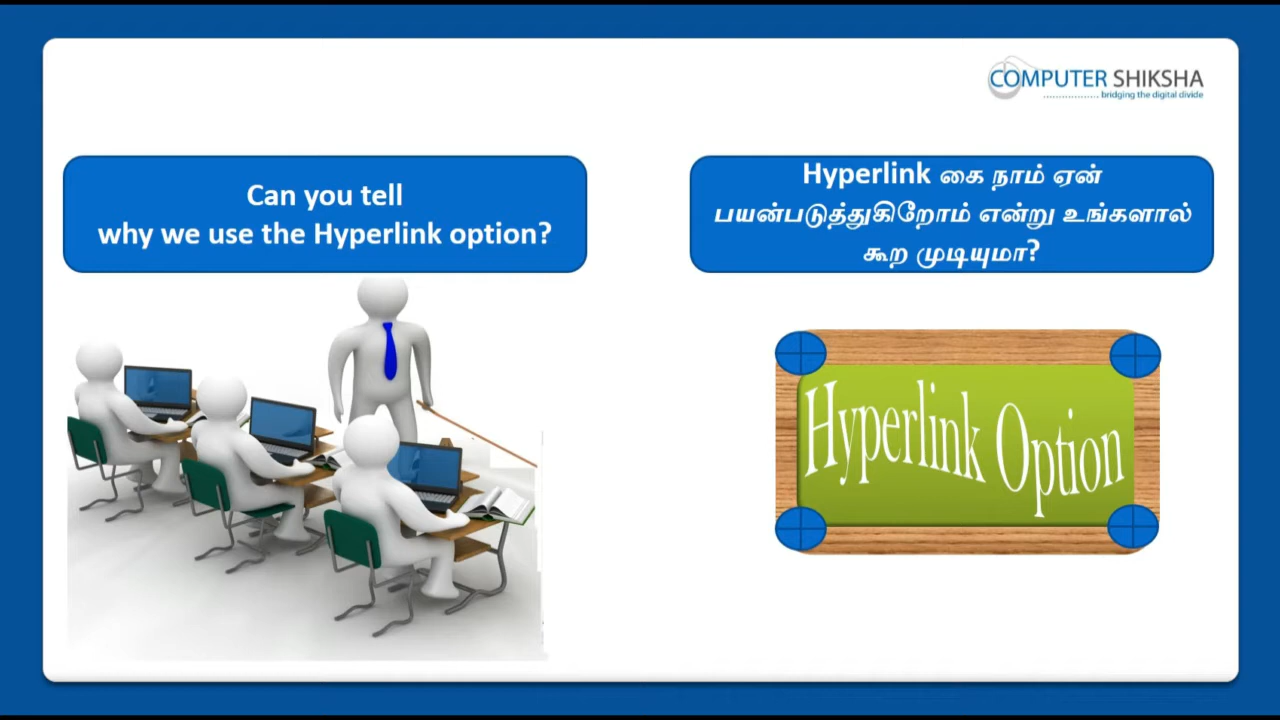 COMPUTER SHIKSHA
bridging the digital divide
Can you tell
why we use the Hyperlink option?
Hyperlink கை நாம் ஏன்
பயன்படுத்துகிறோம் என்று உங்களால்
கூற முடியுமா?
Hyperlink Option